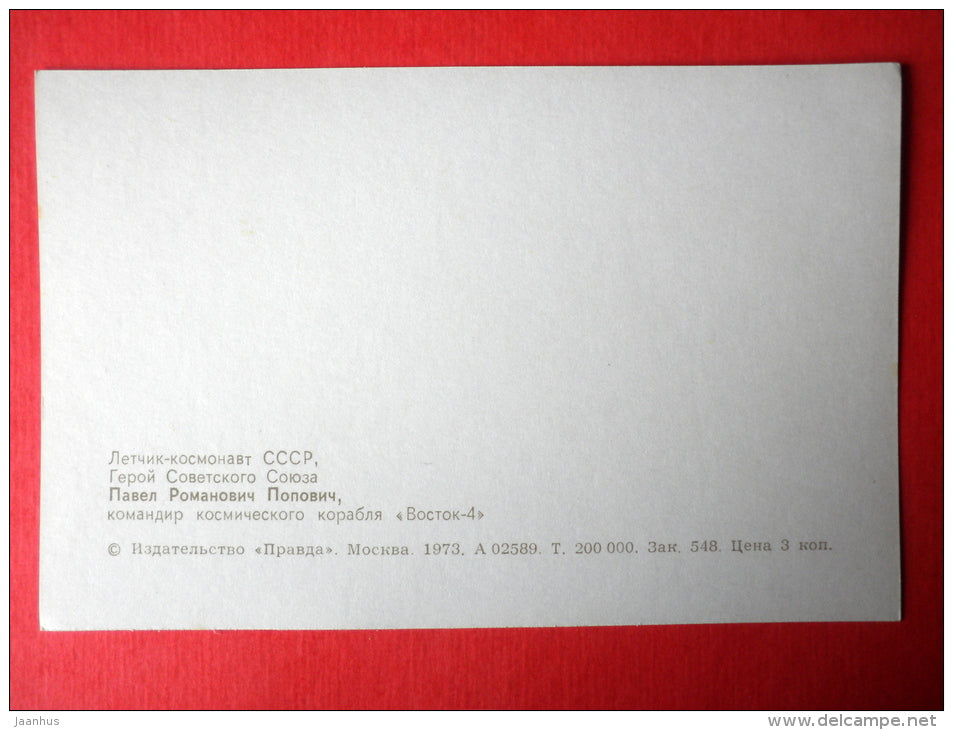 Летчик-космонавт СССР,
Герой Советского Союза
Павел Романович Попович,
командир космического корабля «Восток-4»
© Издательство «Правда». Москва. 1973. А 02589. Т. 200 000. Зак. 548. Цена 3 коп.
jaanhus
www.delcampe.net